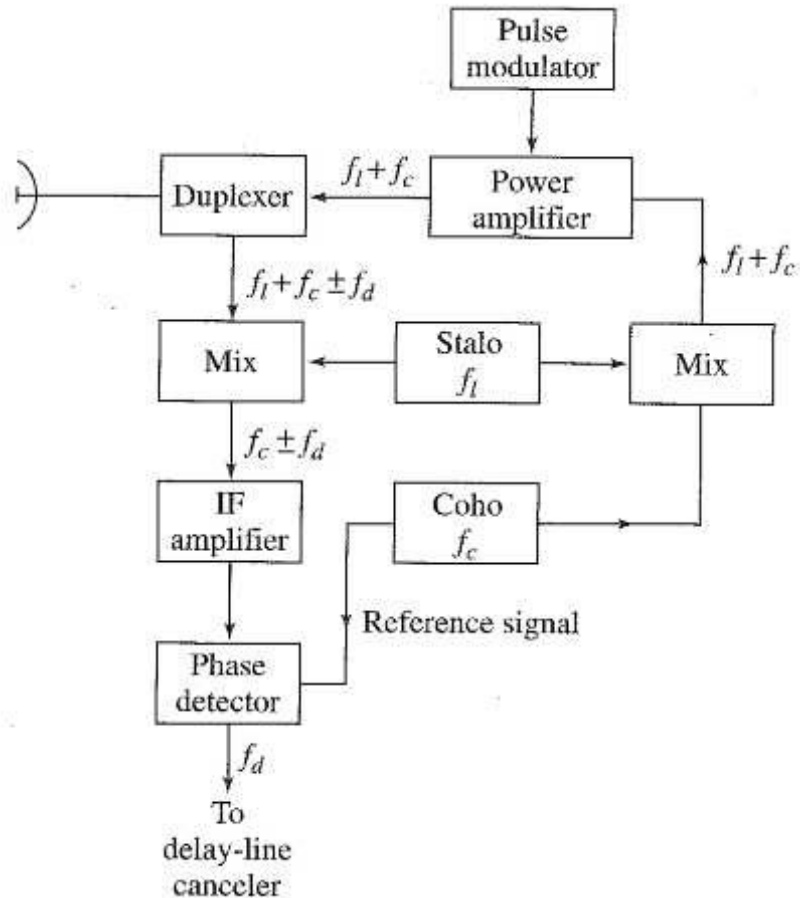 Pulse
modulator
f_l + f_c
Duplexer
Power
amplifier
f_l + f_c
f_l + f_c ± f_d
Mix
Stalo
f_l
Mix
f_c ± f_d
IF
amplifier
Coho
f_c
Reference signal
Phase
detector
f_d
To
delay-line
canceler